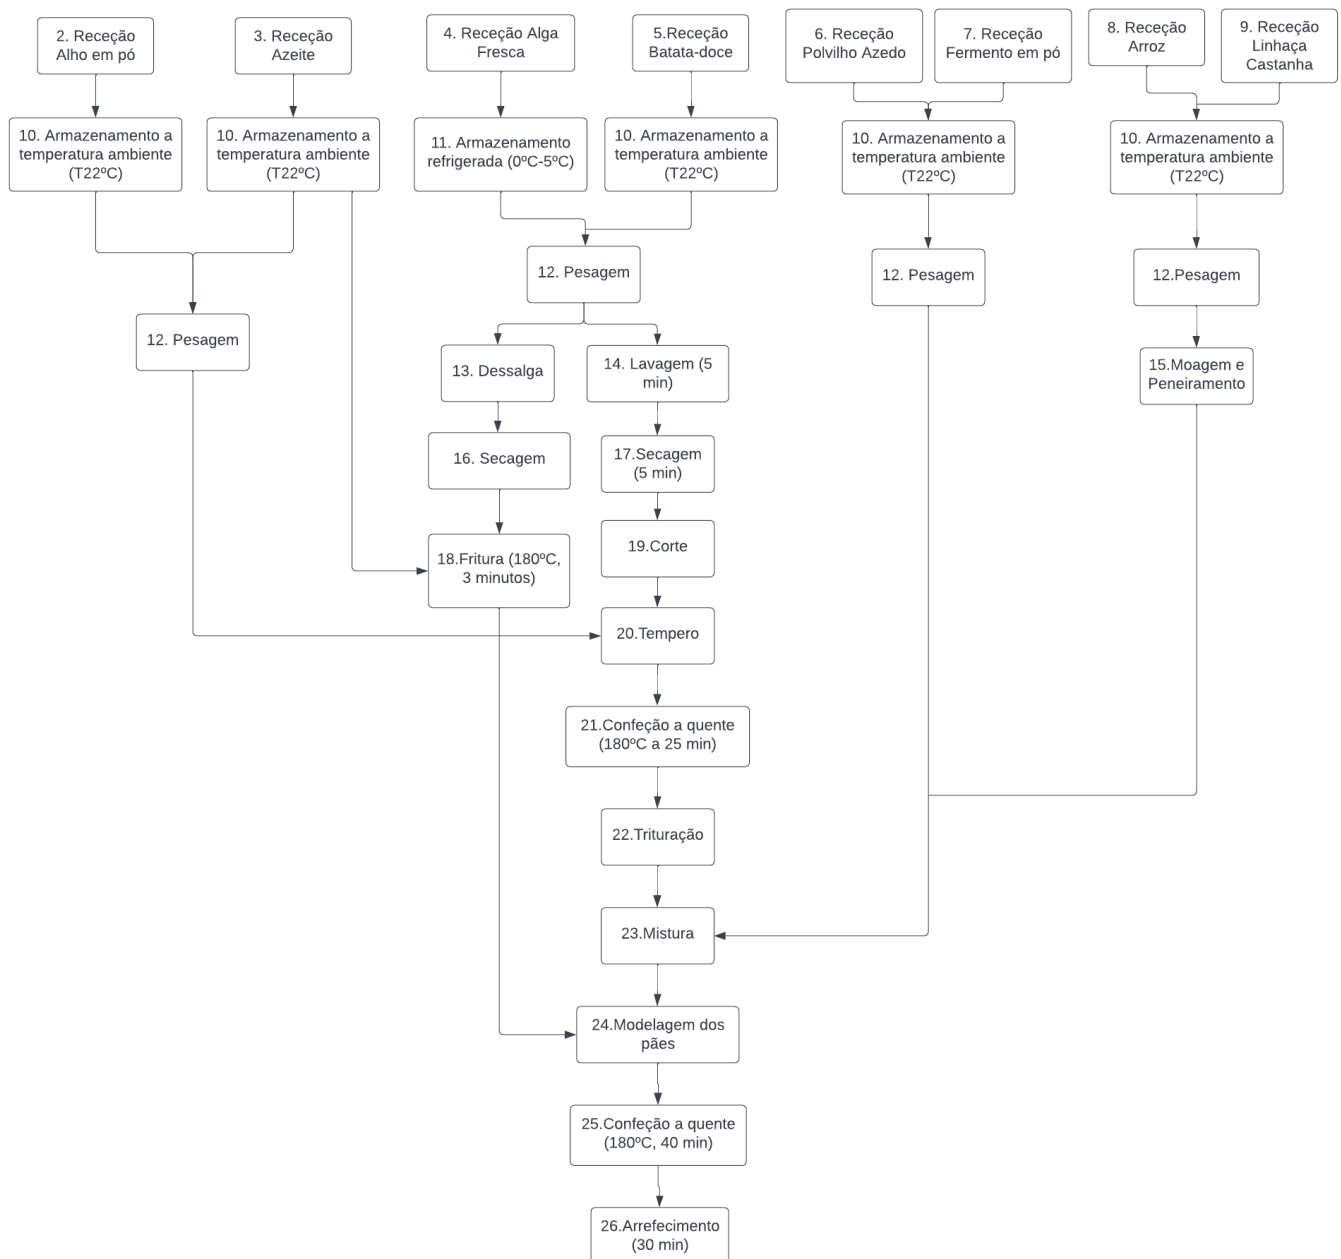 2. Receção
Alho em pó
3. Receção
Azeite
4. Receção Alga
Fresca
5.Receção
Batata-doce
6. Receção
Polvilho Azedo
7. Receção
Fermento em pó
8. Receção
Arroz
9. Receção
Linhaça
Castanha
10. Armazenamento a
temperatura ambiente
(T22ºC)
10. Armazenamento a
temperatura ambiente
(T22ºC)
11. Armazenamento
refrigerada (0ºC-5ºC)
10. Armazenamento a
temperatura ambiente
(T22ºC)
10. Armazenamento a
temperatura ambiente
(T22ºC)
10. Armazenamento a
temperatura ambiente
(T22ºC)
12. Pesagem
12. Pesagem
12.Pesagem
12. Pesagem
13. Dessalga
14. Lavagem (5
min)
15.Moagem e
Peneiramento
16. Secagem
17.Secagem
(5 min)
18.Fritura (180ºC,
3 minutos)
19.Corte
20.Tempero
21.Confeção a quente
(180ºC a 25 min)
22.Trituração
23.Mistura
24.Modelagem dos
pães
25.Confeção a quente
(180ºC, 40 min)
26.Arrefecimento
(30 min)